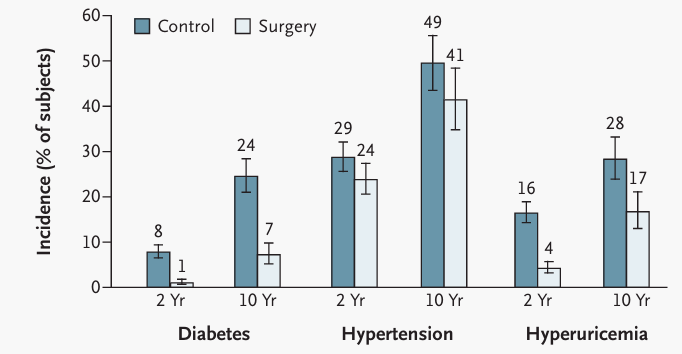 Incidence (% of subjects)
60
50
40
30
20
10
0
Control
Surgery
8
1
24
7
29
24
49
41
16
4
28
17
2 Yr
10 Yr
2 Yr
10 Yr
2 Yr
10 Yr
Diabetes
Hypertension
Hyperuricemia